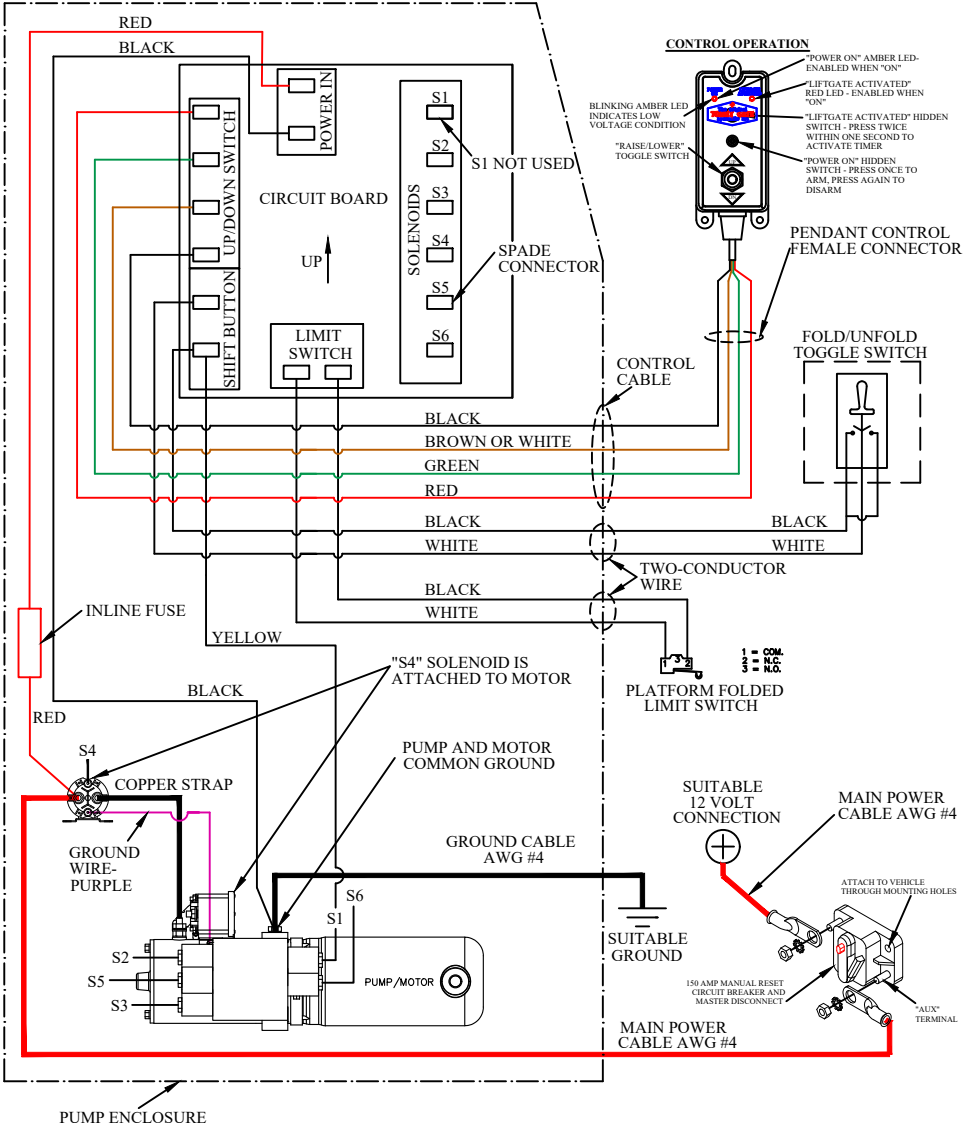 RED
BLACK
POWER IN
UP/DOWN SWITCH
SHIFT BUTTON
CIRCUIT BOARD
UP
LIMIT
SWITCH
SOLENOIDS
S1
S2
S3
S4
S5
S6
S1 NOT USED
SPADE
CONNECTOR
CONTROL OPERATION
"POWER ON" AMBER LED-
ENABLED WHEN "ON"
"LIFTGATE ACTIVATED"
RED LED - ENABLED WHEN
"ON"
"LIFTGATE ACTIVATED" HIDDEN
SWITCH - PRESS TWICE
WITHIN ONE SECOND TO
ACTIVATE TIMER
"POWER ON" HIDDEN
SWITCH - PRESS ONCE TO
ARM, PRESS AGAIN TO
DISARM
BLINKING AMBER LED
INDICATES LOW
VOLTAGE CONDITION
"RAISE/LOWER"
TOGGLE SWITCH
PENDANT CONTROL
FEMALE CONNECTOR
FOLD/UNFOLD
TOGGLE SWITCH
CONTROL
CABLE
BLACK
BROWN OR WHITE
GREEN
RED
BLACK
BLACK
WHITE
WHITE
TWO-CONDUCTOR
WIRE
BLACK
WHITE
INLINE FUSE
YELLOW
"S4" SOLENOID IS
ATTACHED TO MOTOR
1 = COM.
2 = N.C.
3 = N.O.
1 3 2
PLATFORM FOLDED
LIMIT SWITCH
BLACK
RED
S4
COPPER STRAP
PUMP AND MOTOR
COMMON GROUND
GROUND
WIRE-
PURPLE
GROUND CABLE
AWG #4
SUITABLE
12 VOLT
CONNECTION
MAIN POWER
CABLE AWG #4
ATTACH TO VEHICLE
THROUGH MOUNTING HOLES
S6
S1
S2
S5
S3
PUMP/MOTOR
SUITABLE
GROUND
150 AMP MANUAL RESET
CIRCUIT BREAKER AND
MASTER DISCONNECT
"AUX"
TERMINAL
MAIN POWER
CABLE AWG #4
PUMP ENCLOSURE